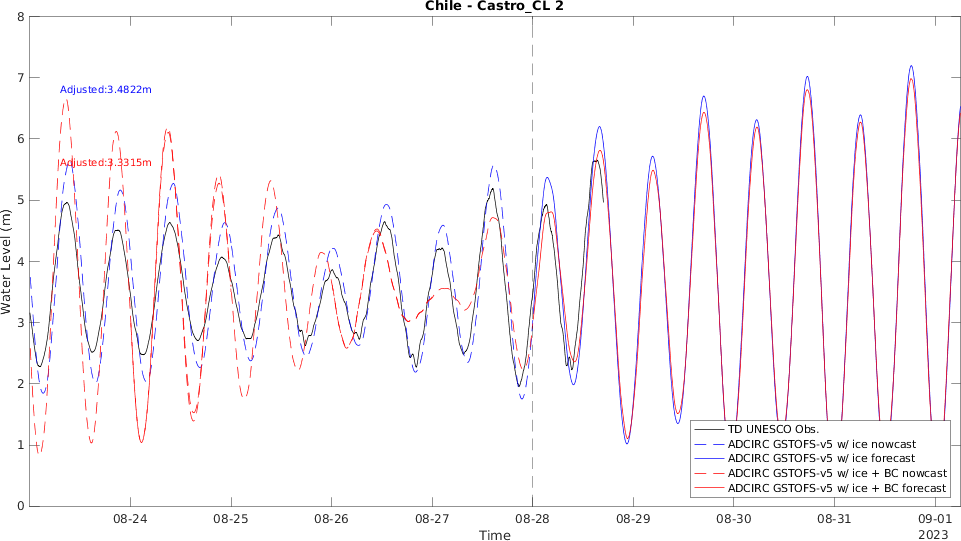 Chile - Castro_CL 2
8
7
6
5
4
3
2
1
0
Water Level (m)
Adjusted:3.4822m
Adjusted:3.3315m
TD UNESCO Obs.
ADCIRC GSTOFS-v5 w/ ice nowcast
ADCIRC GSTOFS-v5 w/ ice forecast
ADCIRC GSTOFS-v5 w/ ice + BC nowcast
ADCIRC GSTOFS-v5 w/ ice + BC forecast
08-24 08-25 08-26 08-27 08-28 08-29 08-30 08-31 09-01
Time 2023